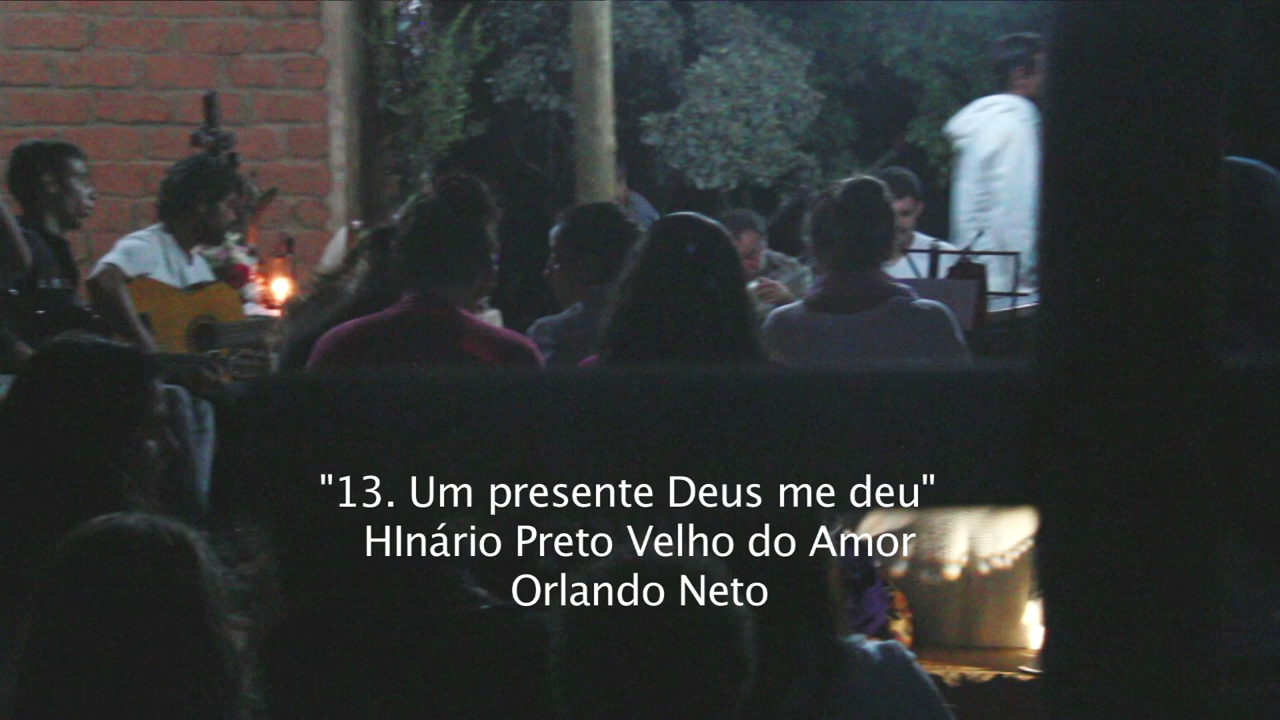 "13. Um presente Deus me deu"
HInário Preto Velho do Amor
Orlando Neto